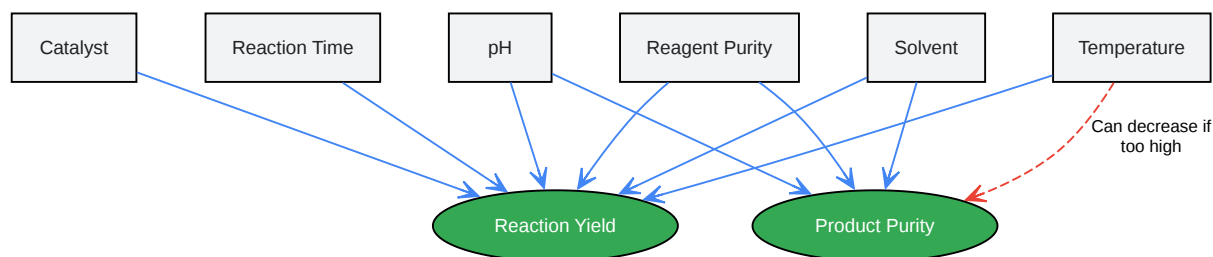 Catalyst
Reaction Time
pH
Reagent Purity
Solvent
Temperature
Can decrease if
too high
Reaction Yield
Product Purity